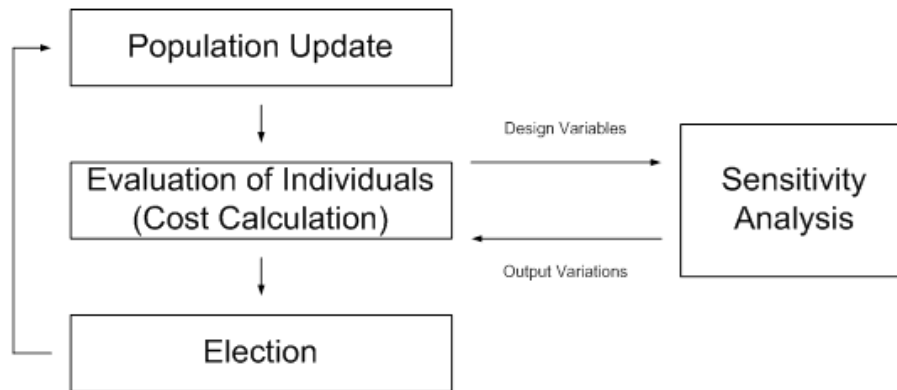 Population Update
Design Variables
Evaluation of Individuals
(Cost Calculation)
Sensitivity
Analysis
Output Variations
Election